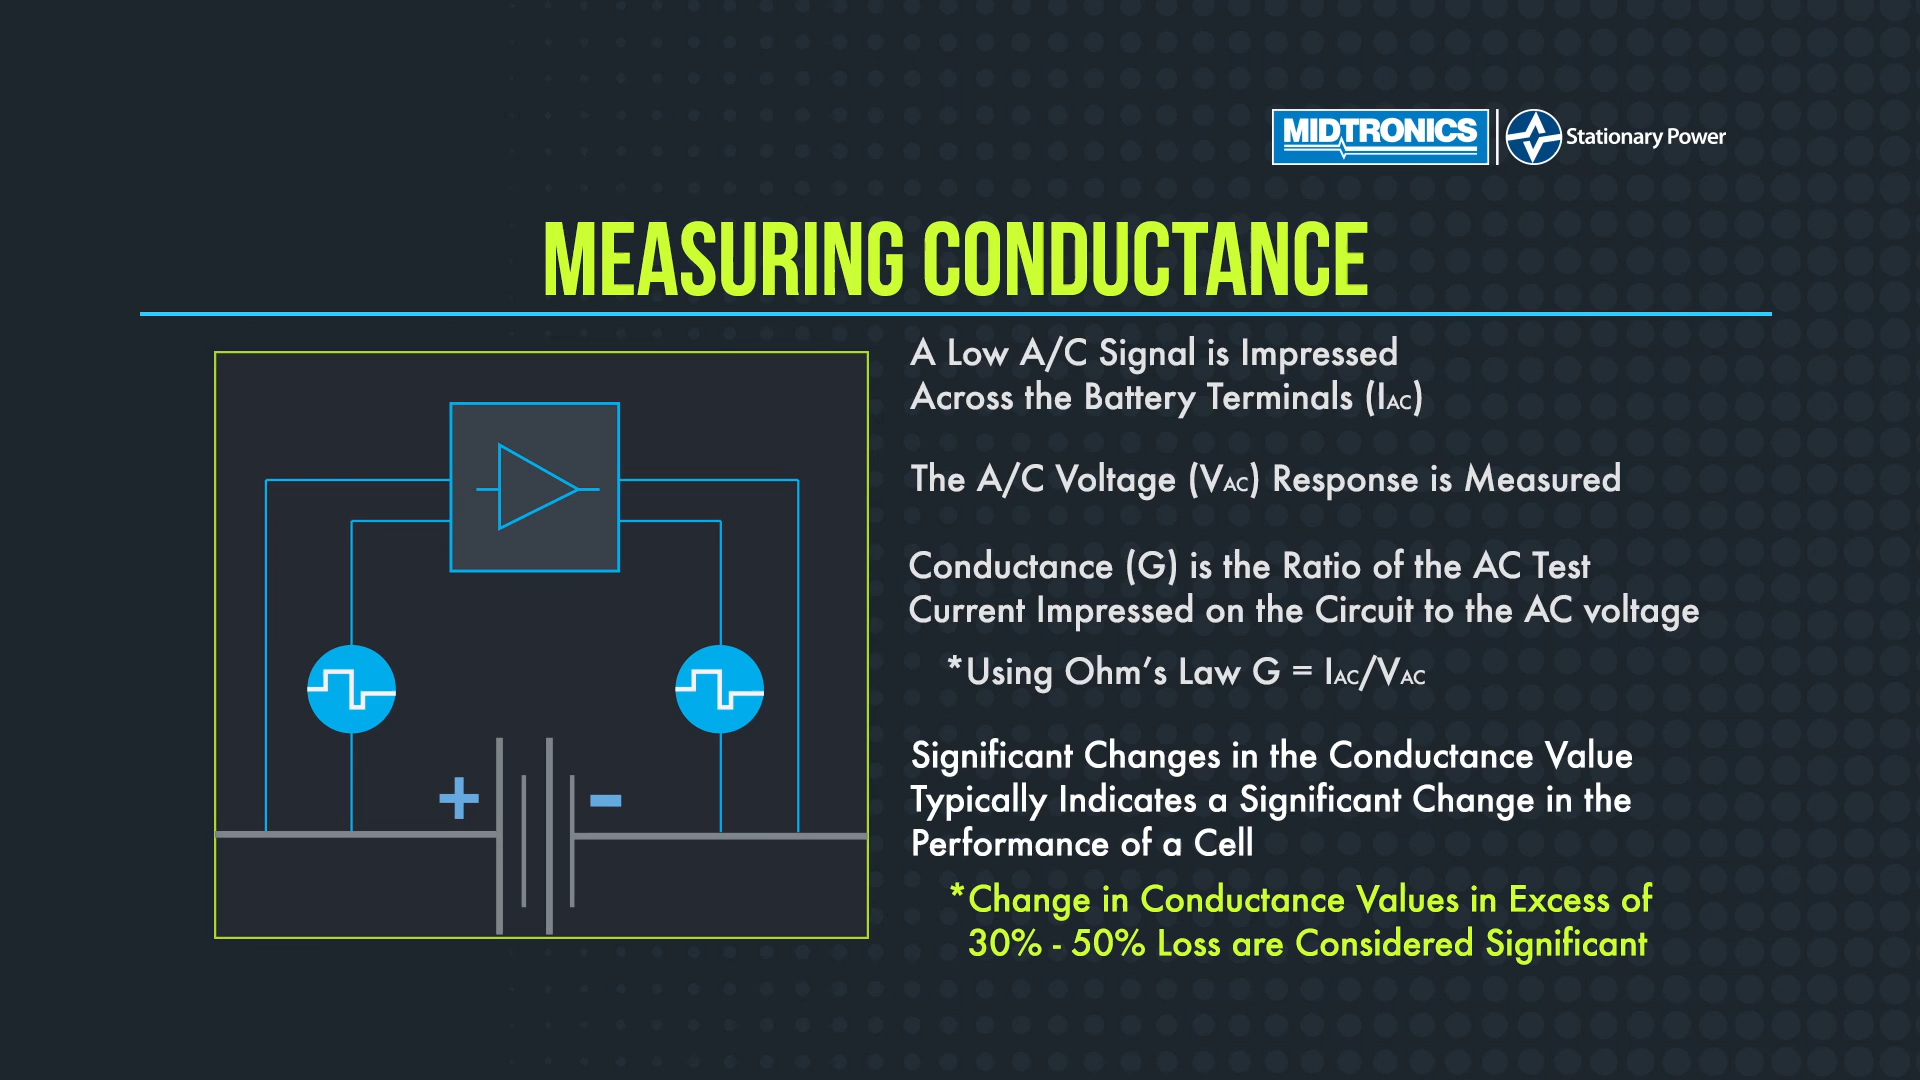 MIDTRONICS
Stationary Power
MEASURING CONDUCTANCE
A Low A/C Signal is Impressed
Across the Battery Terminals (IAC)
The A/C Voltage (VAC) Response is Measured
Conductance (G) is the Ratio of the AC Test
Current Impressed on the Circuit to the AC voltage
*Using Ohm's Law G = IAC/VAC
Significant Changes in the Conductance Value
Typically Indicates a Significant Change in the
Performance of a Cell
*Change in Conductance Values in Excess of
30% - 50% Loss are Considered Significant
+ -